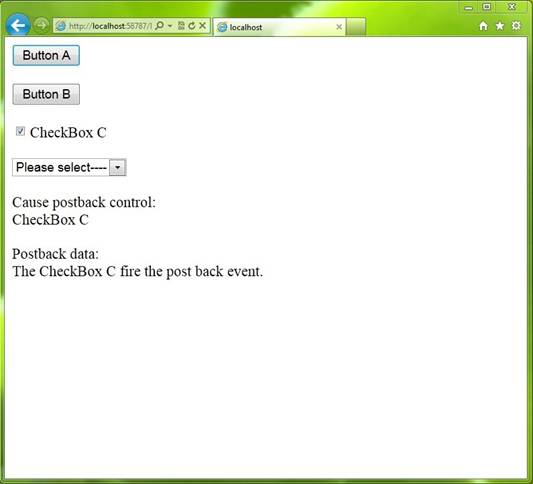 http://localhost:58787/
localhost
Button A
Button B
CheckBox C
Please select----
Cause postback control:
CheckBox C
Postback data:
The CheckBox C fire the post back event.